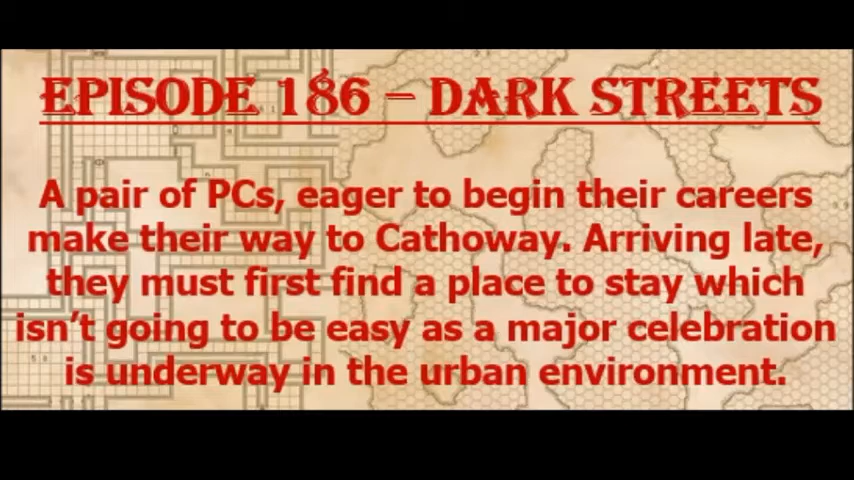 EPISODE 186 – DARK STREETS
A pair of PCs, eager to begin their careers
make their way to Cathoway. Arriving late,
they must first find a place to stay which
isn't going to be easy as a major celebration
is underway in the urban environment.